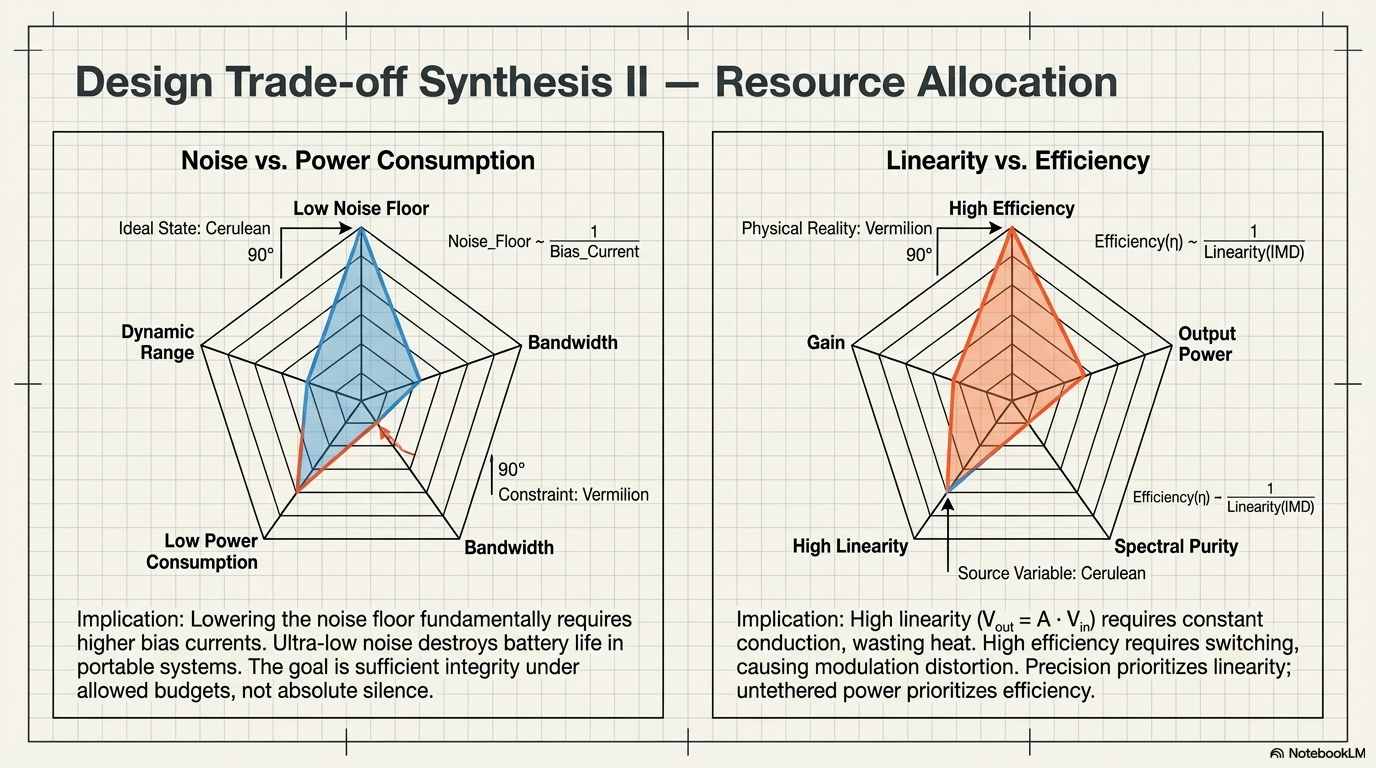 Design Trade-off Synthesis II — Resource Allocation
Noise vs. Power Consumption
Low Noise Floor
Ideal State: Cerulean
90°
Noise_Floor ~ 1
Bias_Current
Dynamic
Range
Bandwidth
90°
Constraint: Vermilion
Low Power
Consumption
Bandwidth
Implication: Lowering the noise floor fundamentally requires
higher bias currents. Ultra-low noise destroys battery life in
portable systems. The goal is sufficient integrity under
allowed budgets, not absolute silence.
Linearity vs. Efficiency
High Efficiency
Physical Reality: Vermilion
90°
Efficiency(η) ~ 1
Linearity(IMD)
Gain
Output
Power
Efficiency(η) - 1
Linearity(IMD)
High Linearity
Spectral Purity
Source Variable: Cerulean
Implication: High linearity (Vout = A · Vin) requires constant
conduction, wasting heat. High efficiency requires switching,
causing modulation distortion. Precision prioritizes linearity;
untethered power prioritizes efficiency.
NotebookLM